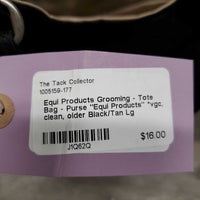 The Tack Collector
1005159-177
Equi Products Grooming - Tote
Bag - Purse "Equi Products" *vgc,
clean, older Black/Tan Lg
$16.00
J1Q62Q